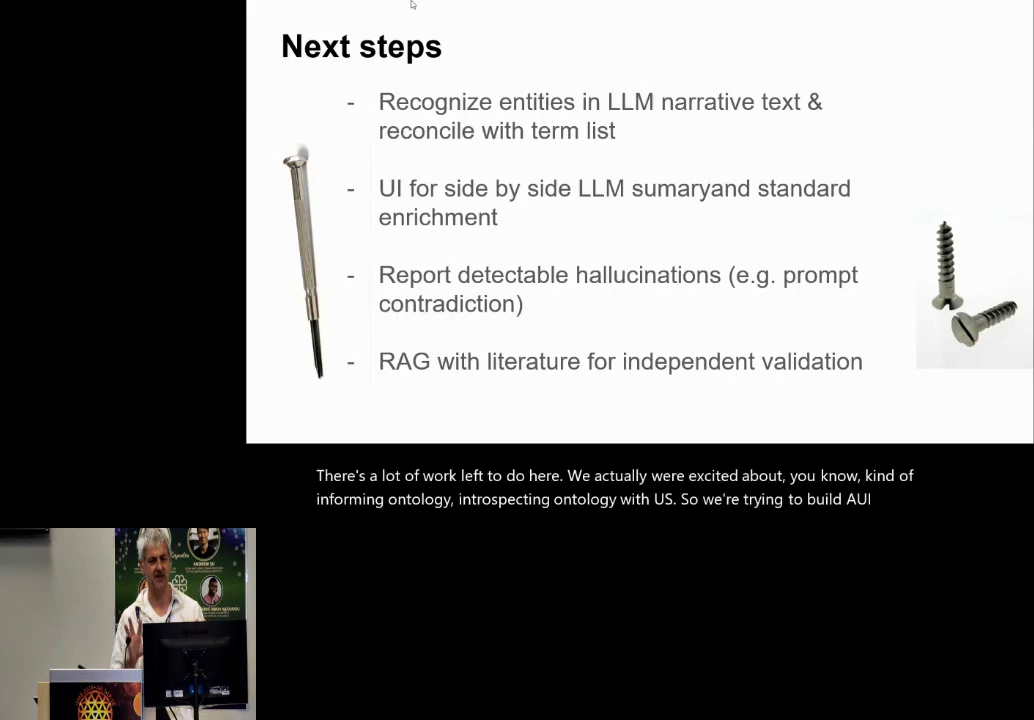 Next steps
- Recognize entities in LLM narrative text &
reconcile with term list
- UI for side by side LLM sumaryand standard
enrichment
- Report detectable hallucinations (e.g. prompt
contradiction)
- RAG with literature for independent validation
There's a lot of work left to do here. We actually were excited about, you know, kind of
informing ontology, introspecting ontology with US. So we're trying to build AUI
Keynotes
ANDREW SU